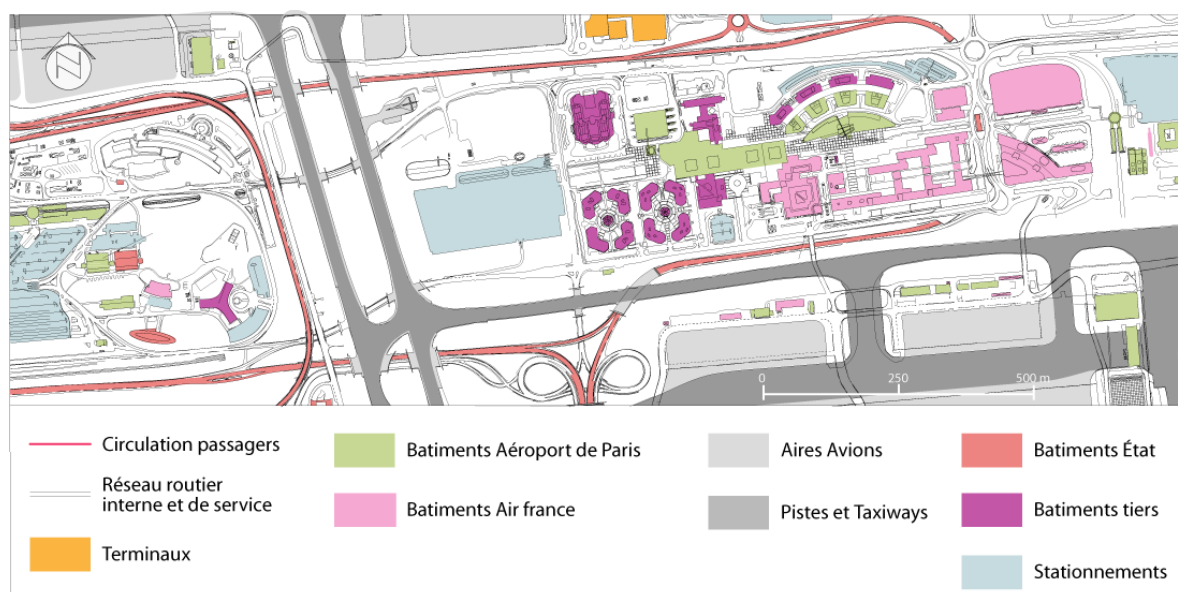 N
0
250
500 m
Circulation passagers
Réseau routier
interne et de service
Terminaux
Batiments Aéroport de Paris
Batiments Air france
Aires Avions
Pistes et Taxiways
Batiments État
Batiments tiers
Stationnements